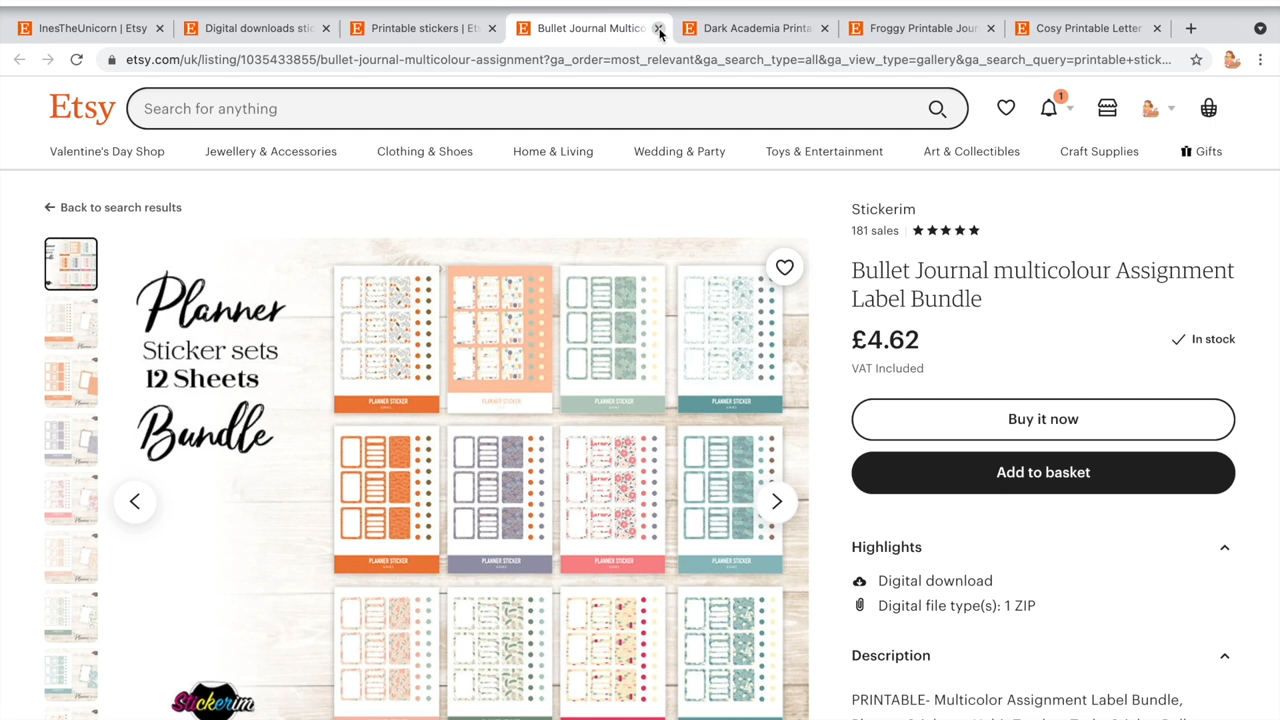 InesTheUnicorn | Etsy
Digital downloads stic
Printable stickers | Ets
Bullet Journal Multico
Dark Academia Printa
Froggy Printable Jour
Cosy Printable Letter
etsy.com/uk/listing/1035433855/bullet-journal-multicolour-assignment?ga_order=most_relevant&ga_search_type=all&ga_view_type=gallery&ga_search_query=printable+stick...
Etsy
Search for anything
1
Valentine's Day Shop
Jewellery & Accessories
Clothing & Shoes
Home & Living
Wedding & Party
Toys & Entertainment
Art & Collectibles
Craft Supplies
Gifts
Back to search results
Planner
Sticker sets
12 Sheets
Bundle
PLANNER STICKER
PLANNER STICKER
PLANNER STICKER
PLANNER STICKER
PLANNER STICKER
PLANNER STICKER
PLANNER STICKER
PLANNER STICKER
Stickerim
Stickerim
181 sales
Bullet Journal multicolour Assignment
Label Bundle
£4.62
In stock
VAT Included
Buy it now
Add to basket
Highlights
Digital download
Digital file type(s): 1 ZIP
Description
PRINTABLE- Multicolor Assignment Label Bundle,